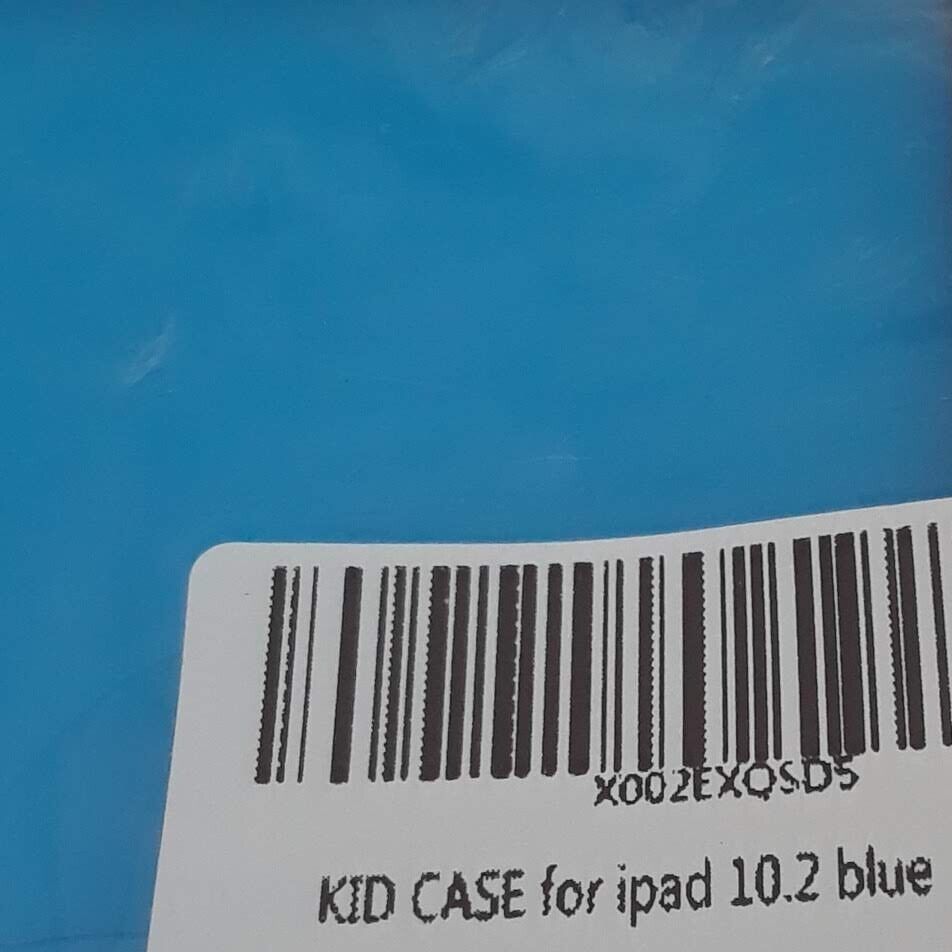 X002EXQSD5
KID CASE for ipad 10.2 blue